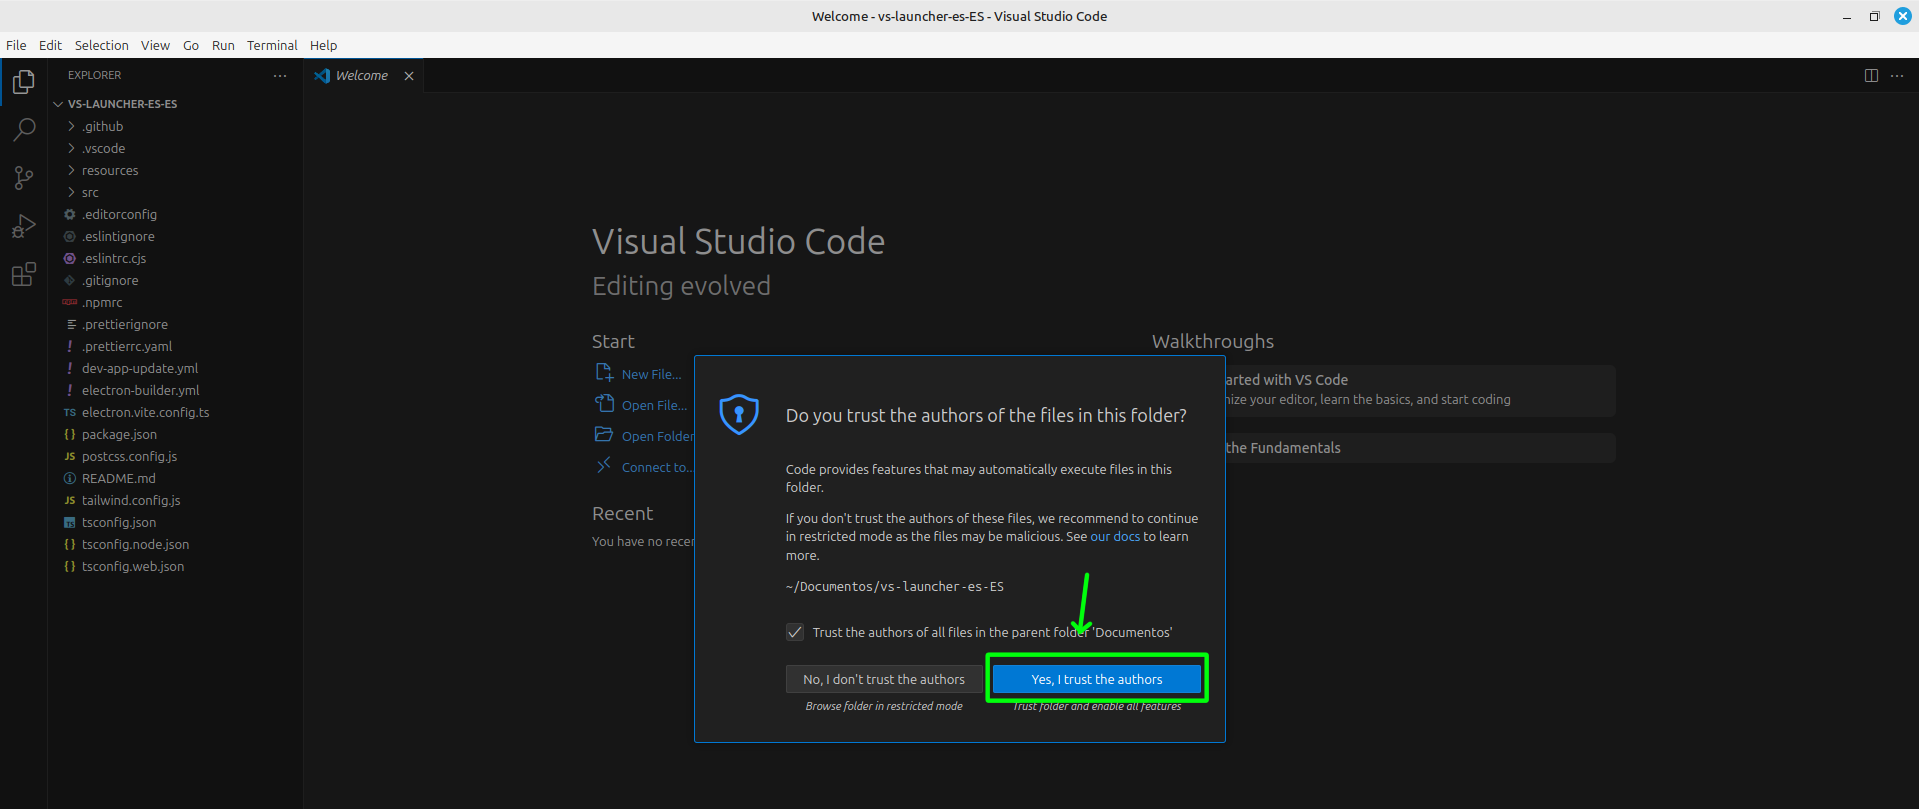 Welcome - vs-launcher-es-ES - Visual Studio Code
File Edit Selection View Go Run Terminal Help
EXPLORER
VS-LAUNCHER-ES-ES
.github
.vscode
resources
src
.editorconfig
.eslintignore
.eslintrc.cjs
.gitignore
.npmrc
.prettierignore
.prettierrc.yaml
dev-app-update.yml
electron-builder.yml
TS electron.vite.config.ts
{} package.json
JS postcss.config.js
README.md
JS tailwind.config.js
TS tsconfig.json
{} tsconfig.node.json
{} tsconfig.web.json
Welcome
Visual Studio Code
Editing evolved
Start
New File...
Open File...
Open Folder
Connect to...
Recent
You have no recen
Walkthroughs
arted with VS Code
nize your editor, learn the basics, and start coding
the Fundamentals
Do you trust the authors of the files in this folder?
Code provides features that may automatically execute files in this
folder.
If you don't trust the authors of these files, we recommend to continue
in restricted mode as the files may be malicious. See our docs to learn
more.
~/Documentos/vs-launcher-es-ES
Trust the authors of all files in the parent folder 'Documentos'
No, I don't trust the authors
Browse folder in restricted mode
Yes, I trust the authors
Trust folder and enable all features